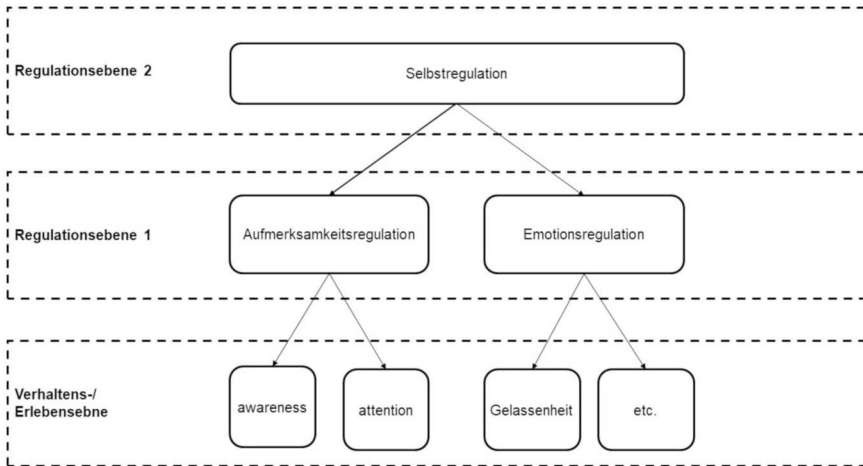 Regulationsebene 2
Selbstregulation
Regulationsebene 1
Aufmerksamkeitsregulation
Emotionsregulation
Verhaltens-/
Erlebensebne
awareness
attention
Gelassenheit
etc.